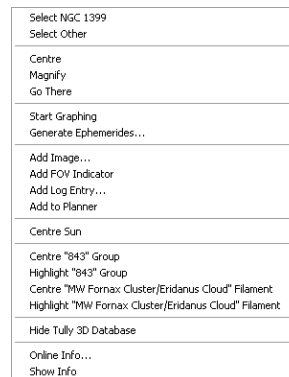 Select NGC 1399
Select Other
Centre
Magnify
Go There
Start Graphing
Generate Ephemerides...
Add Image...
Add FOV Indicator
Add Log Entry...
Add to Planner
Centre Sun
Centre "843" Group
Highlight "843" Group
Centre "MW Fornax Cluster/Eridanus Cloud" Filament
Highlight "MW Fornax Cluster/Eridanus Cloud" Filament
Hide Tully 3D Database
Online Info...
Show Info